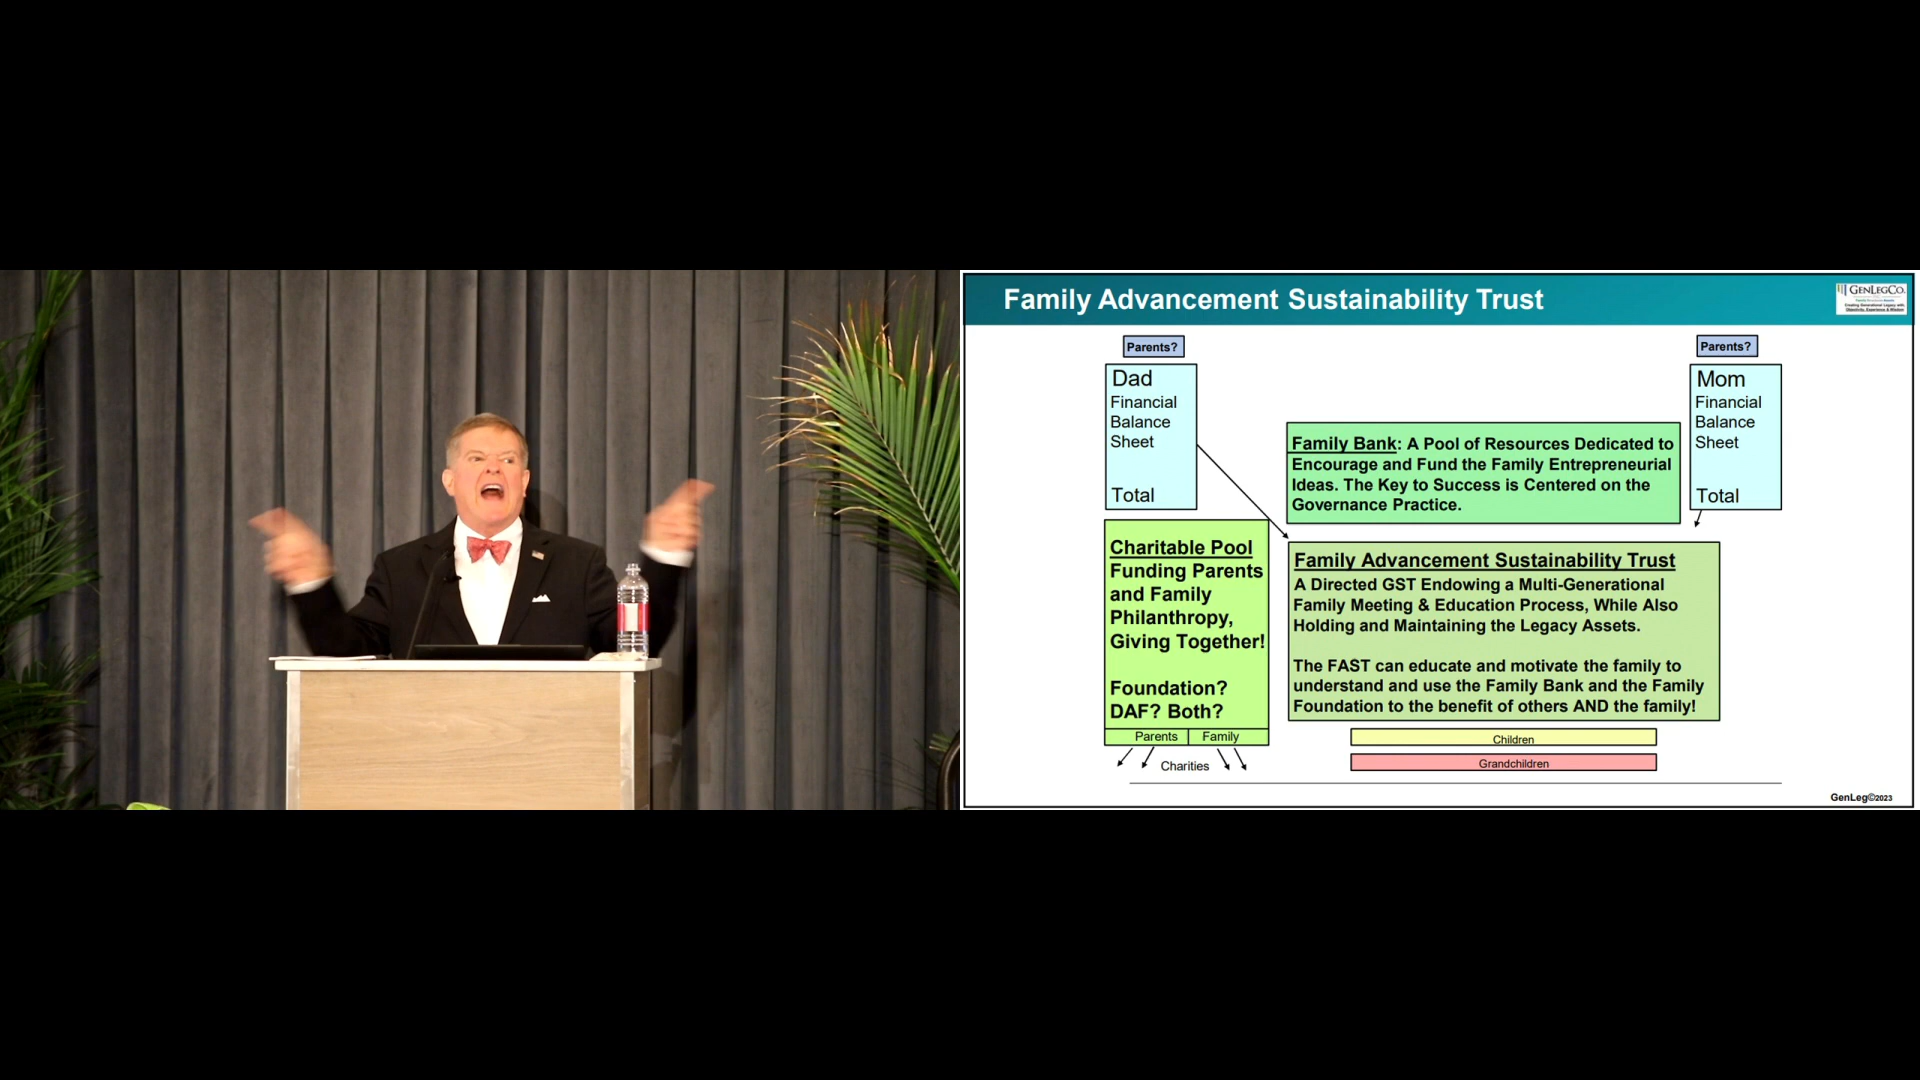 Family Advancement Sustainability Trust
GENLEGCO.
Parents?
Parents?
Dad
Financial
Balance
Sheet
Total
Mom
Financial
Balance
Sheet
Total
Family Bank: A Pool of Resources Dedicated to
Encourage and Fund the Family Entrepreneurial
Ideas. The Key to Success is Centered on the
Governance Practice.
Charitable Pool
Funding Parents
and Family
Philanthropy,
Giving Together!
Foundation?
DAF? Both?
Parents
Family
Charities
Family Advancement Sustainability Trust
A Directed GST Endowing a Multi-Generational
Family Meeting & Education Process, While Also
Holding and Maintaining the Legacy Assets.
The FAST can educate and motivate the family to
understand and use the Family Bank and the Family
Foundation to the benefit of others AND the family!
Children
Grandchildren
GenLeg©2023